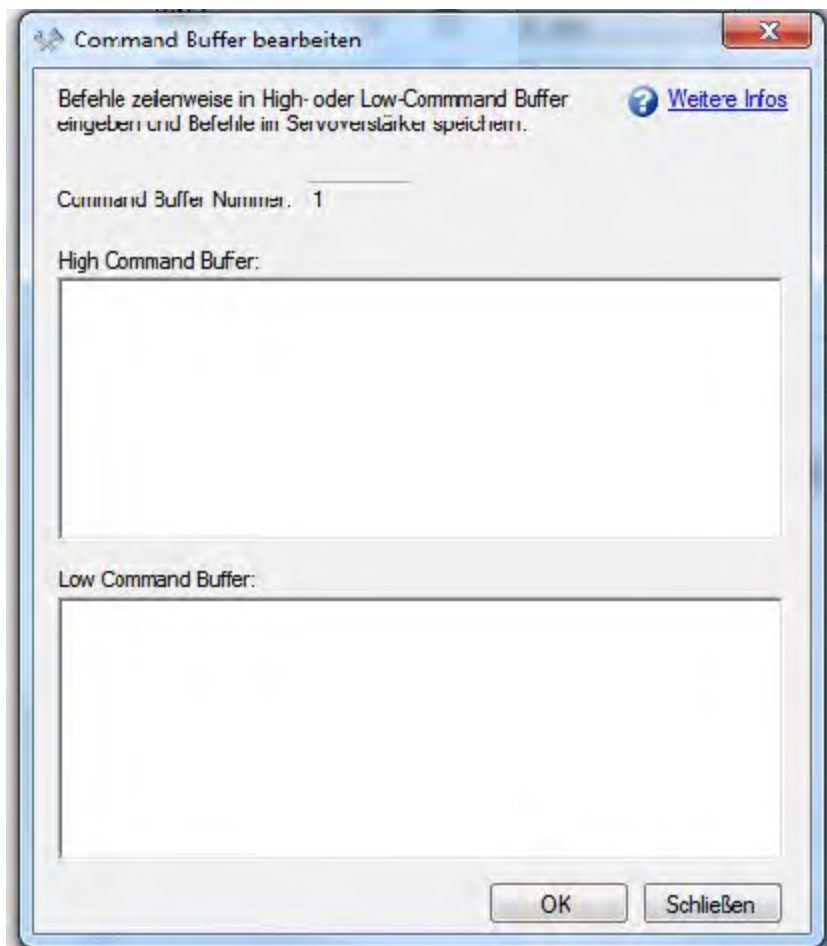 Command Buffer bearbeiten
Befehle zeilenweise in High- oder Low-Commmand Buffer
eingeben und Befehle im Servoverstärker speichern.
Weitere Infos
Command Buffer Nummer: 1
High Command Buffer:
Low Command Buffer:
OK
Schließen